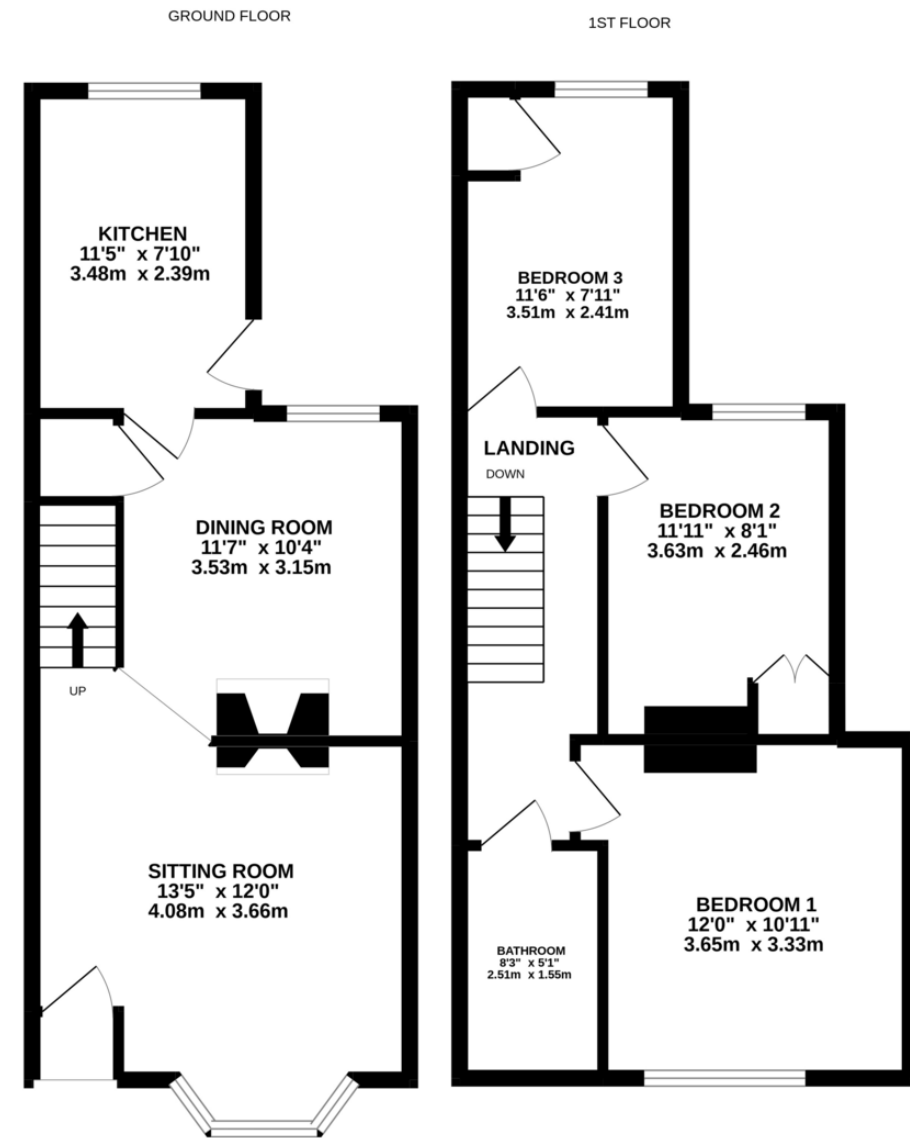 GROUND FLOOR
KITCHEN
11'5" x 7'10"
3.48m x 2.39m
DINING ROOM
11'7" x 10'4"
3.53m x 3.15m
UP
SITTING ROOM
13'5" x 12'0"
4.08m x 3.66m
1ST FLOOR
BEDROOM 3
11'6" x 7'11"
3.51m x 2.41m
LANDING
DOWN
BEDROOM 2
11'11" x 8'1"
3.63m x 2.46m
BEDROOM 1
12'0" x 10'11"
3.65m x 3.33m
BATHROOM
8'3" x 5'1"
2.51m x 1.55m